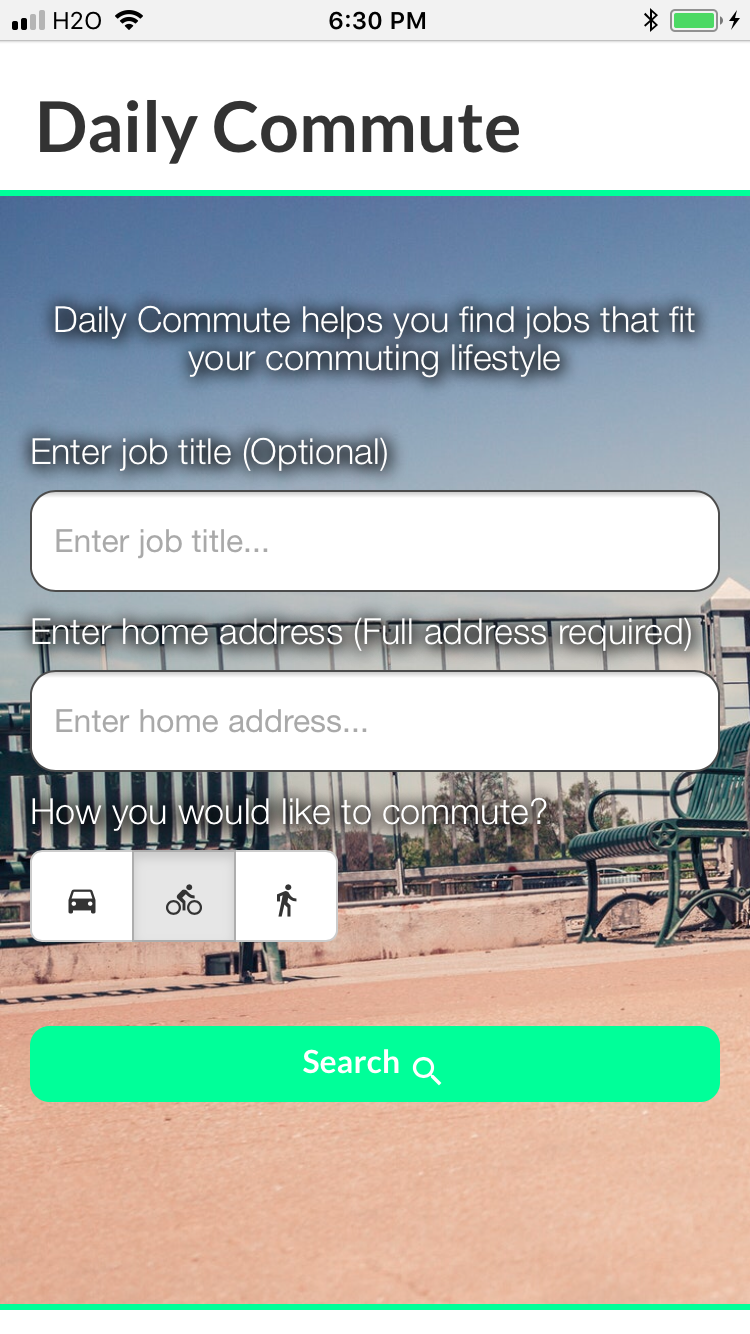 H2O 6:30 PM
Daily Commute
Daily Commute helps you find jobs that fit
your commuting lifestyle
Enter job title (Optional)
Enter job title...
Enter home address (Full address required)
Enter home address...
How you would like to commute?
Search